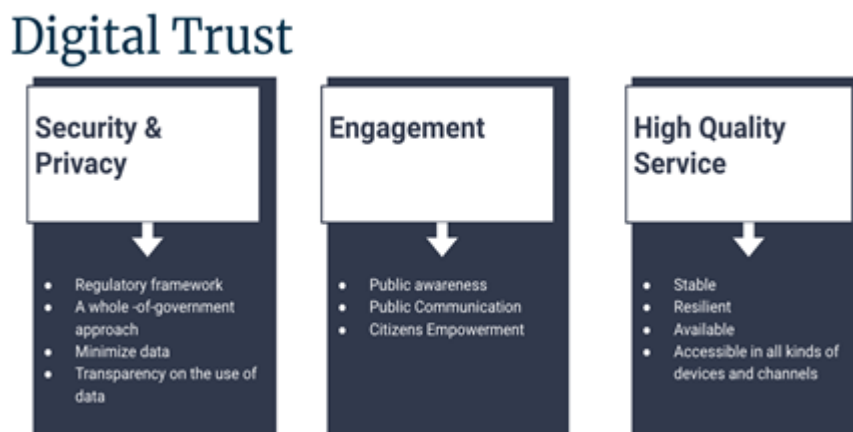 Digital Trust
Security &
Privacy
● Regulatory framework
● A whole -of-government
approach
● Minimize data
● Transparency on the use of
data
Engagement
● Public awareness
● Public Communication
● Citizens Empowerment
High Quality
Service
● Stable
● Resilient
● Available
● Accessible in all kinds of
devices and channels